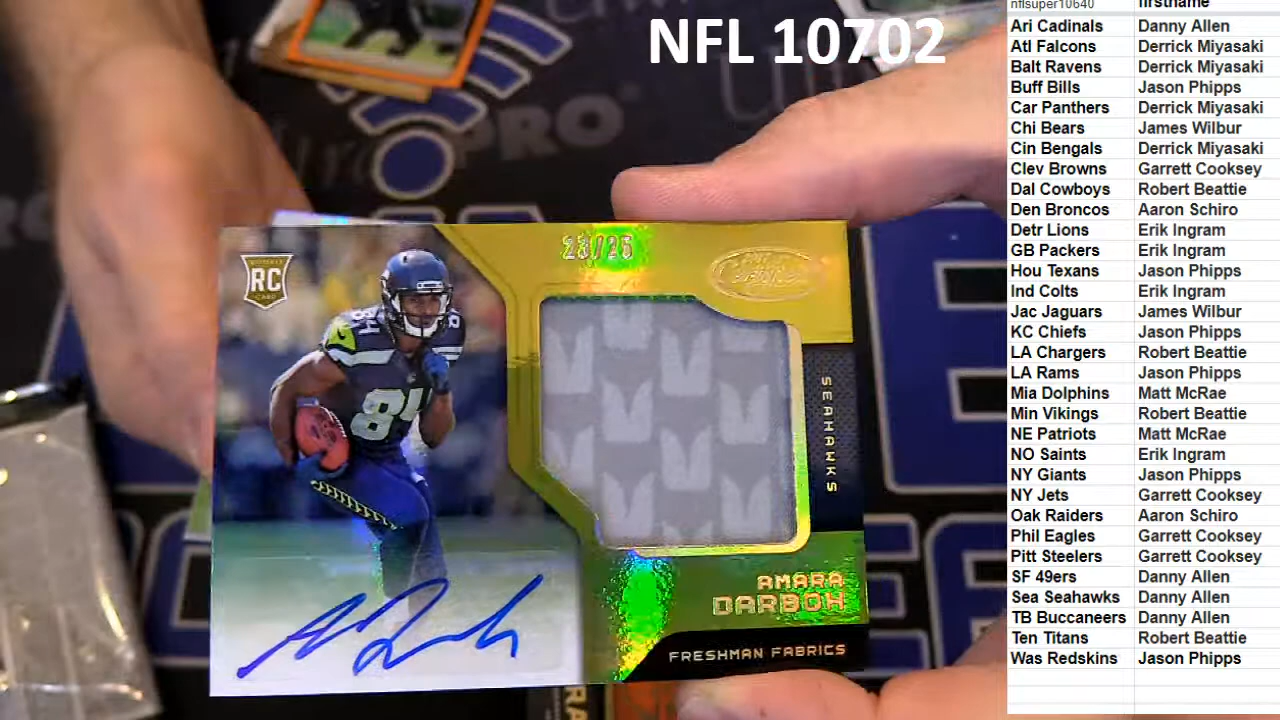 NFL 10702
nflsuper10640 firstname
Ari Cadinals Danny Allen
Atl Falcons Derrick Miyasaki
Balt Ravens Derrick Miyasaki
Buff Bills Jason Phipps
Car Panthers Derrick Miyasaki
Chi Bears James Wilbur
Cin Bengals Derrick Miyasaki
Clev Browns Garrett Cooksey
Dal Cowboys Robert Beattie
Den Broncos Aaron Schiro
Detr Lions Erik Ingram
GB Packers Erik Ingram
Hou Texans Jason Phipps
Ind Colts Erik Ingram
Jac Jaguars James Wilbur
KC Chiefs Jason Phipps
LA Chargers Robert Beattie
LA Rams Jason Phipps
Mia Dolphins Matt McRae
Min Vikings Robert Beattie
NE Patriots Matt McRae
NO Saints Erik Ingram
NY Giants Jason Phipps
NY Jets Garrett Cooksey
Oak Raiders Aaron Schiro
Phil Eagles Garrett Cooksey
Pitt Steelers Garrett Cooksey
SF 49ers Danny Allen
Sea Seahawks Danny Allen
TB Buccaneers Danny Allen
Ten Titans Robert Beattie
Was Redskins Jason Phipps
PRO
RC
CARD
23/25
Certified
84
84
SEAHAWKS
AMARA
DARBOH
FRESHMAN FABRICS